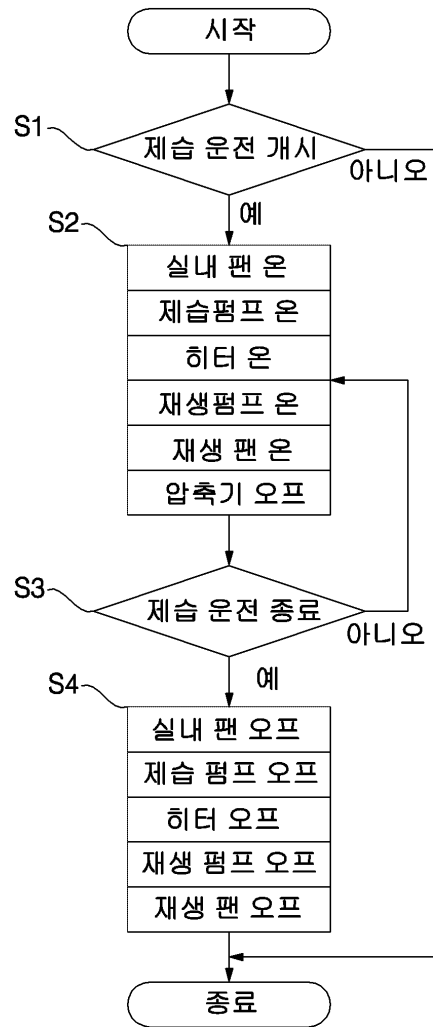 시작
S1
제습 운전 개시
아니오
예
S2
실내 팬 온
제습펌프 온
히터 온
재생펌프 온
재생 팬 온
압축기 오프
S3
제습 운전 종료
아니오
예
S4
실내 팬 오프
제습 펌프 오프
히터 오프
재생 펌프 오프
재생 팬 오프
종료